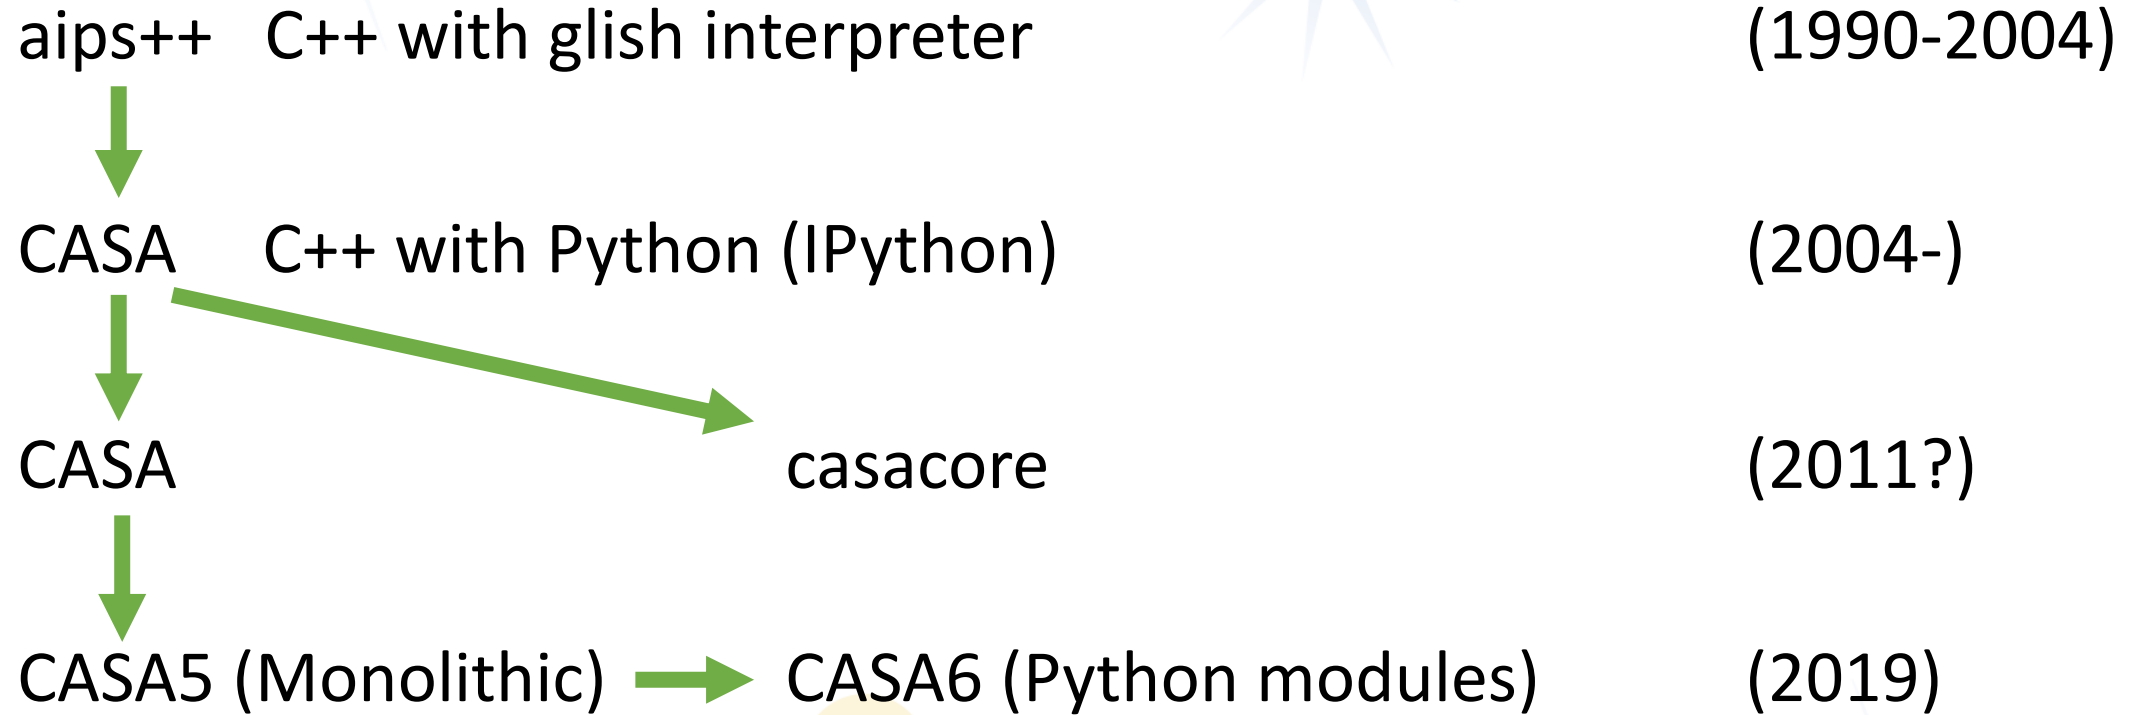 aips++ C++ with glish interpreter (1990-2004)
CASA C++ with Python (IPython) (2004-)
CASA casacore (2011?)
CASA5 (Monolithic) CASA6 (Python modules) (2019)